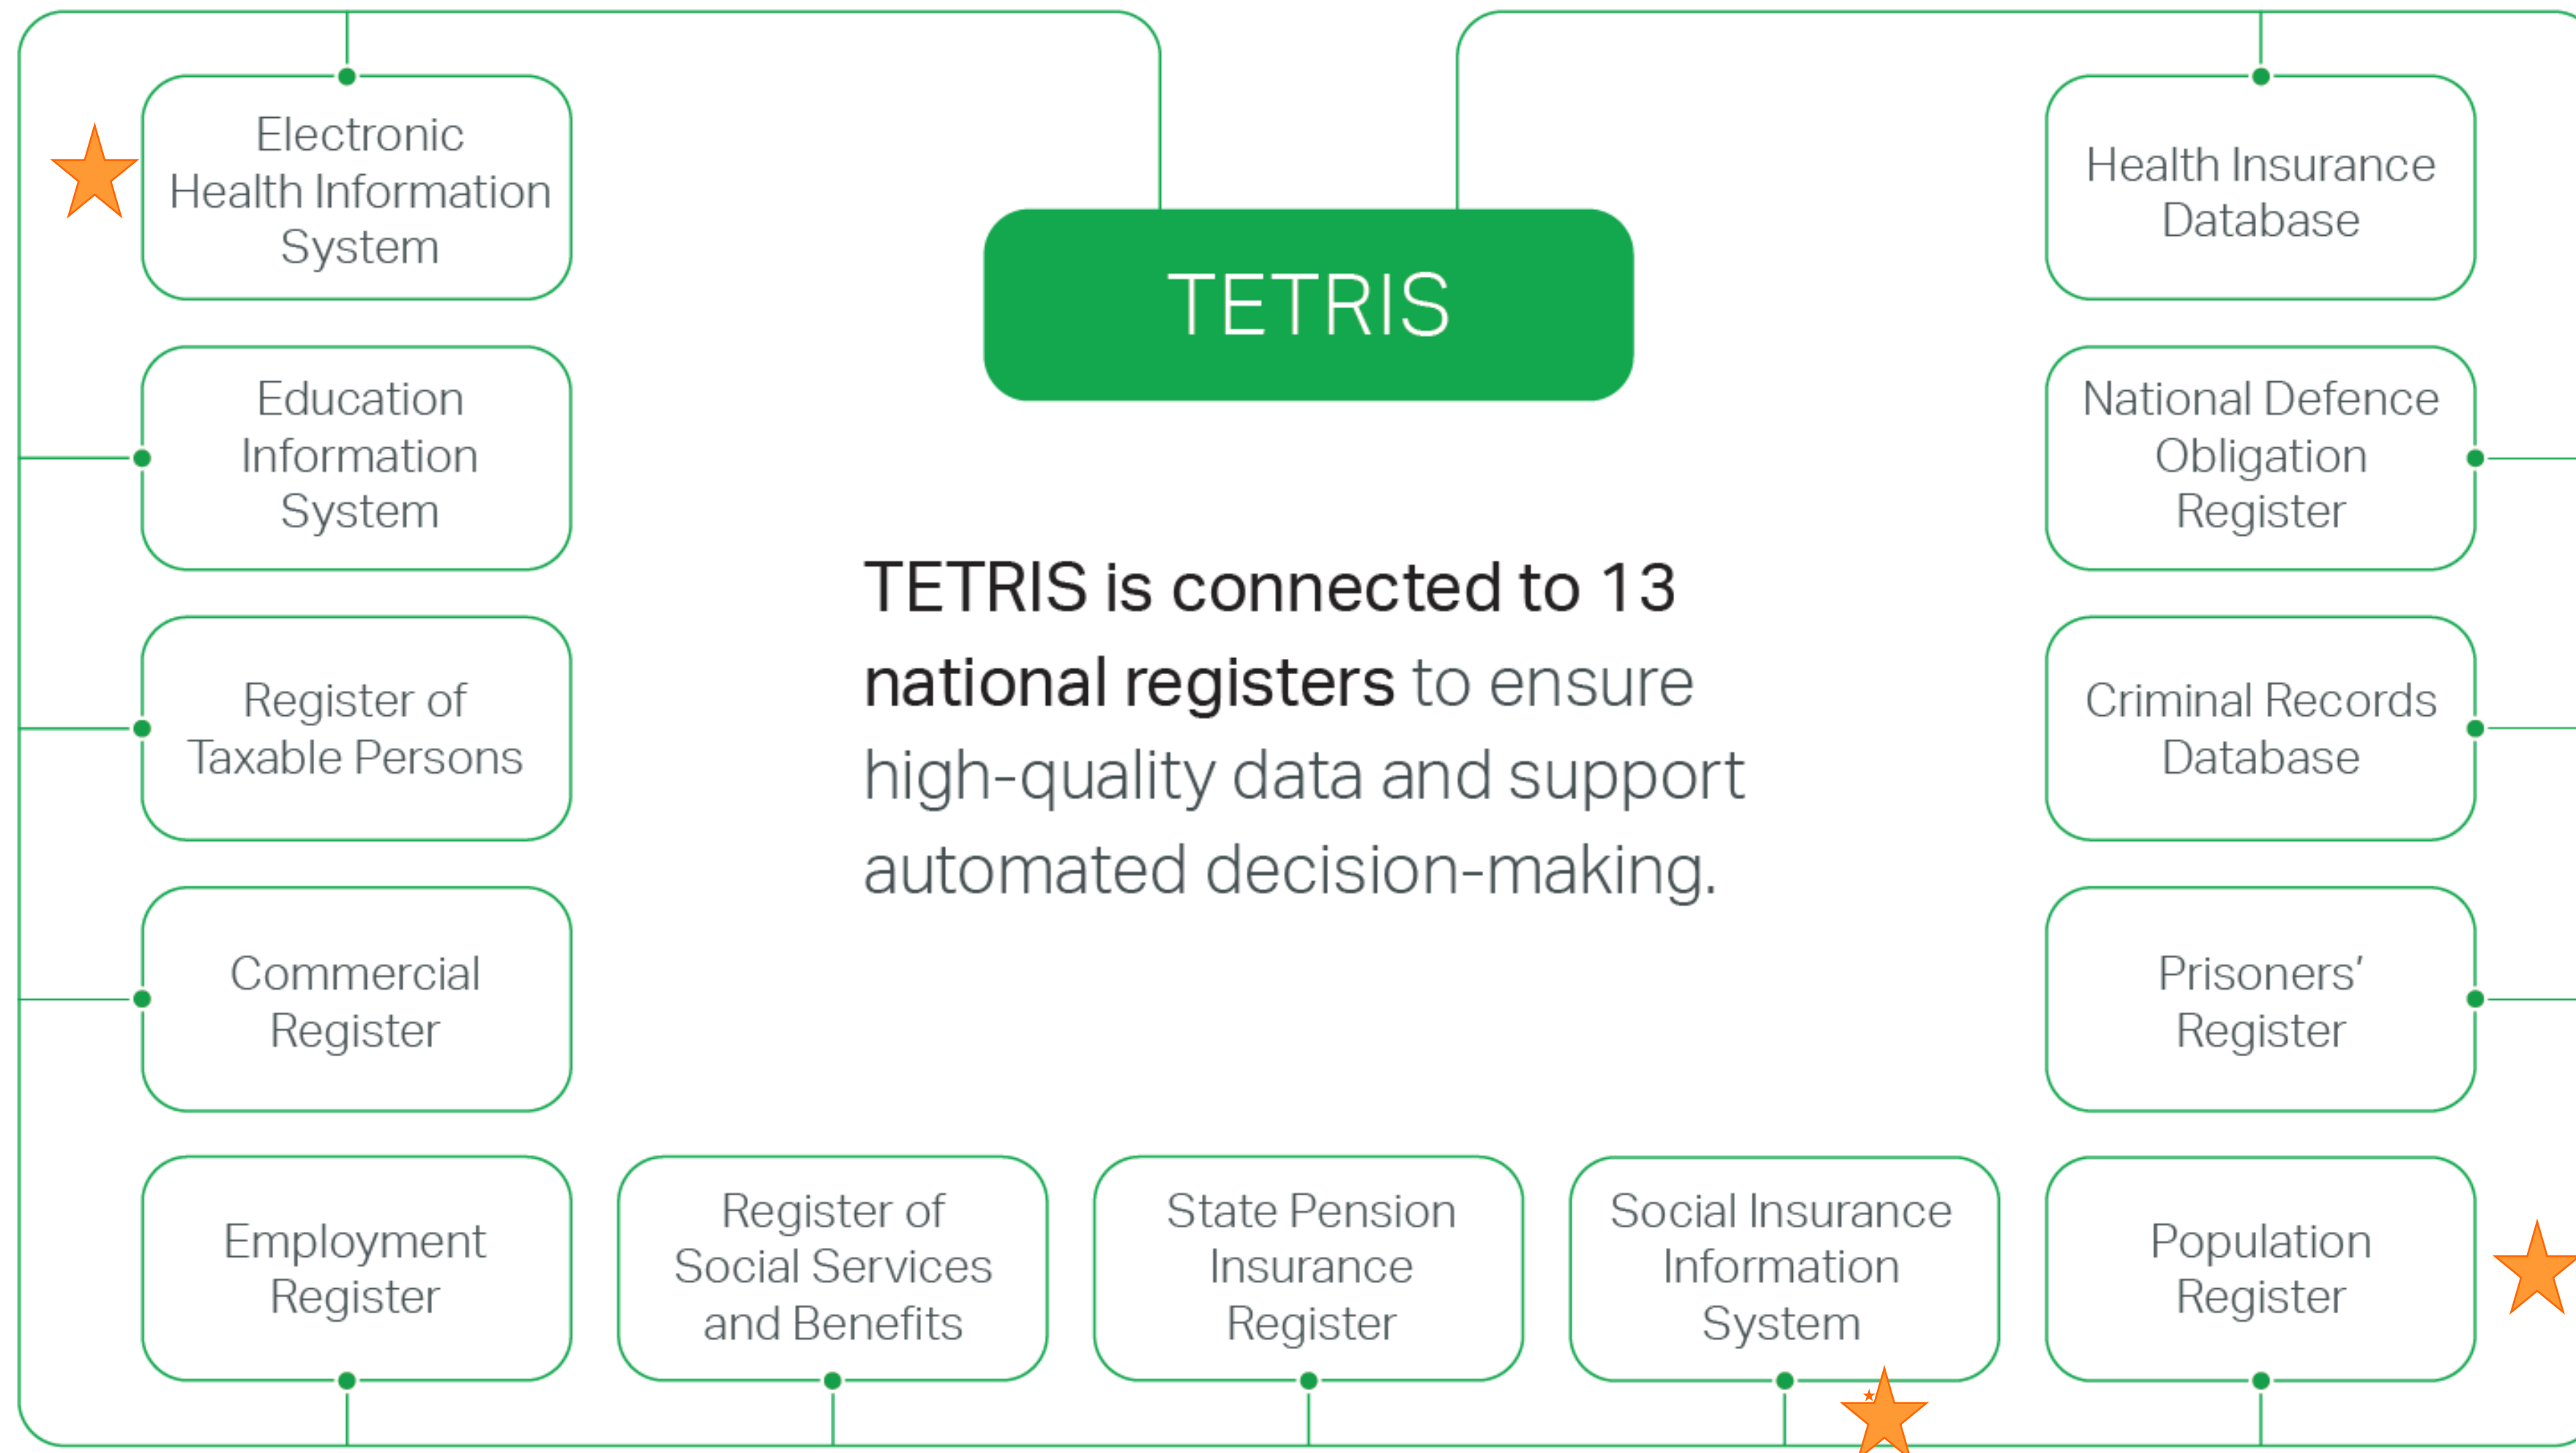 TETRIS
TETRIS is connected to 13
national registers to ensure
high-quality data and support
automated decision-making.
Electronic
Health Information
System
Education
Information
System
Register of
Taxable Persons
Commercial
Register
Employment
Register
Register of
Social Services
and Benefits
State Pension
Insurance
Register
Social Insurance
Information
System
Population
Register
Prisoners’
Register
Criminal Records
Database
National Defence
Obligation
Register
Health Insurance
Database